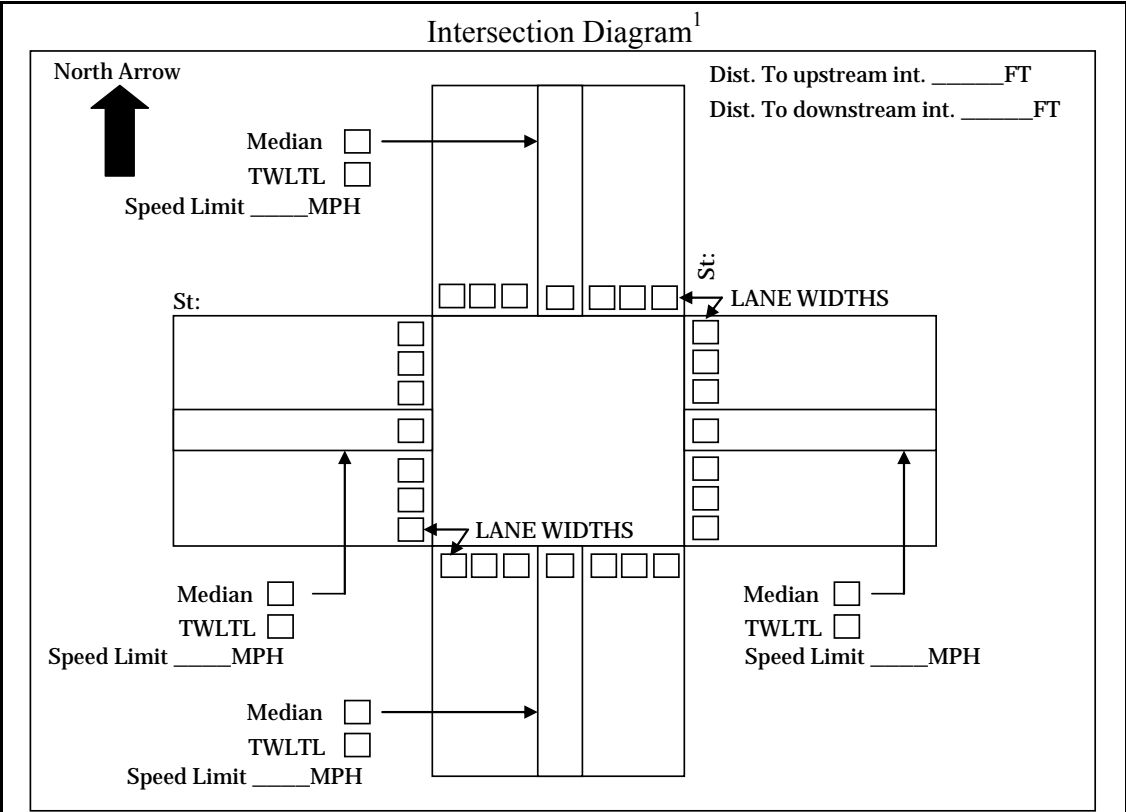 Intersection Diagram1
North Arrow
Dist. To upstream int. ______FT
Dist. To downstream int. ______FT
Median
TWLTL
Speed Limit _____MPH
St:
St:
LANE WIDTHS
LANE WIDTHS
Median
TWLTL
Speed Limit _____MPH
Median
TWLTL
Speed Limit _____MPH
Median
TWLTL
Speed Limit _____MPH